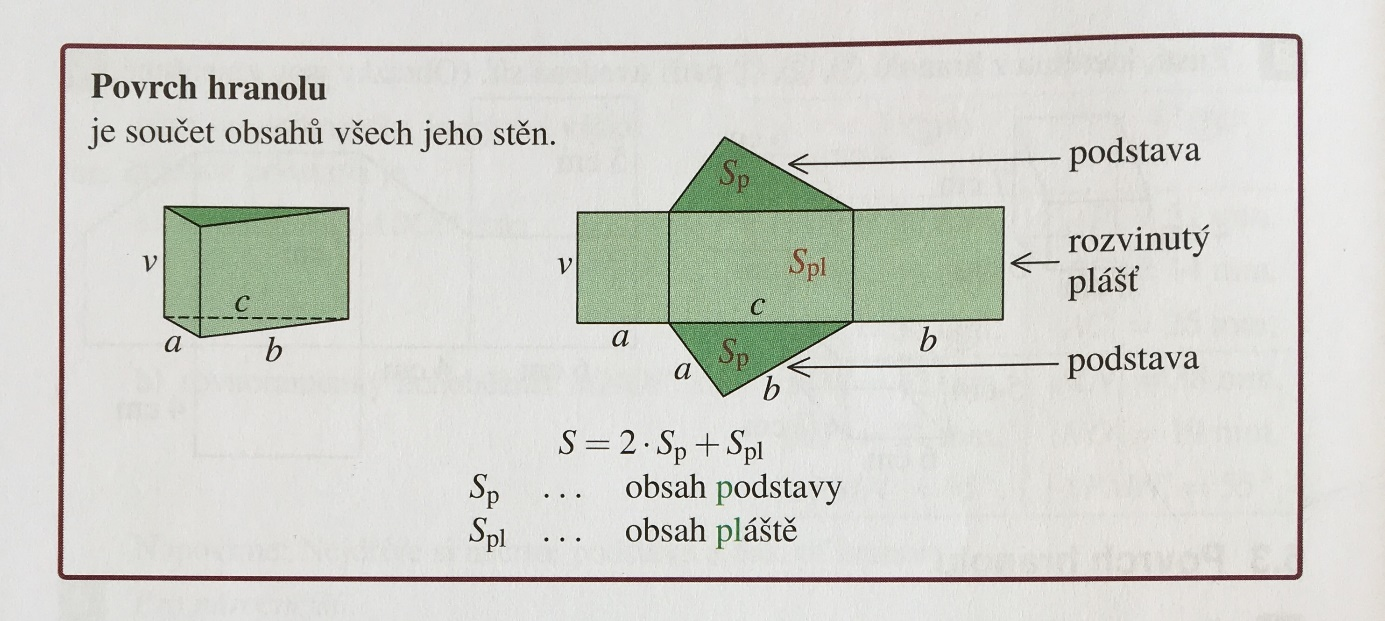 Povrch hranolu
je součet obsahů všech jeho stěn.
v
c
a
b
Sp
podstava
v
Spl
rozvinutý
plášť
c
a
b
a
Sp
b
podstava
S = 2 · Sp + Spl
Sp ... obsah podstavy
Spl ... obsah pláště